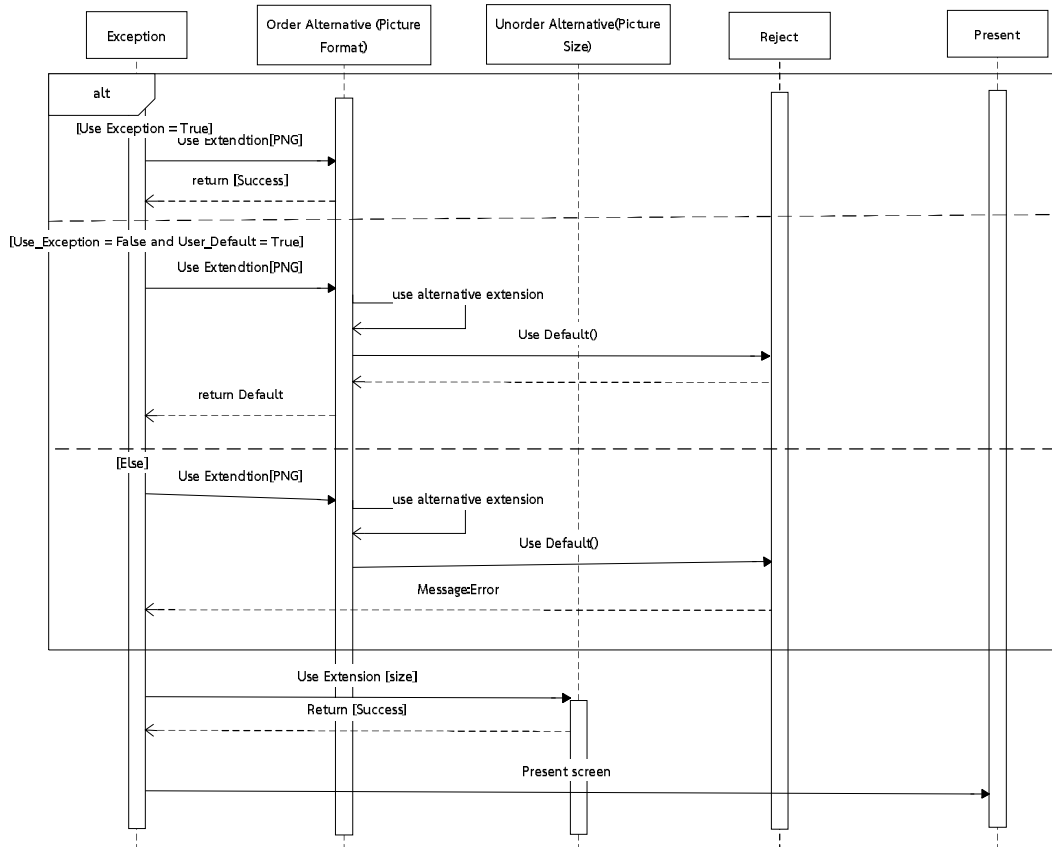 Exception
Order Alternative (Picture
Format)
Unorder Alternative(Picture
Size)
Reject
Present
alt
[Use Exception = True]
Use Extendtion[PNG]
return [Success]
[Use_Exception = False and User_Default = True]
Use Extendtion[PNG]
use alternative extension
Use Default()
return Default
[Else]
Use Extendtion[PNG]
use alternative extension
Use Default()
Message:Error
Use Extension [size]
Return [Success]
Present screen